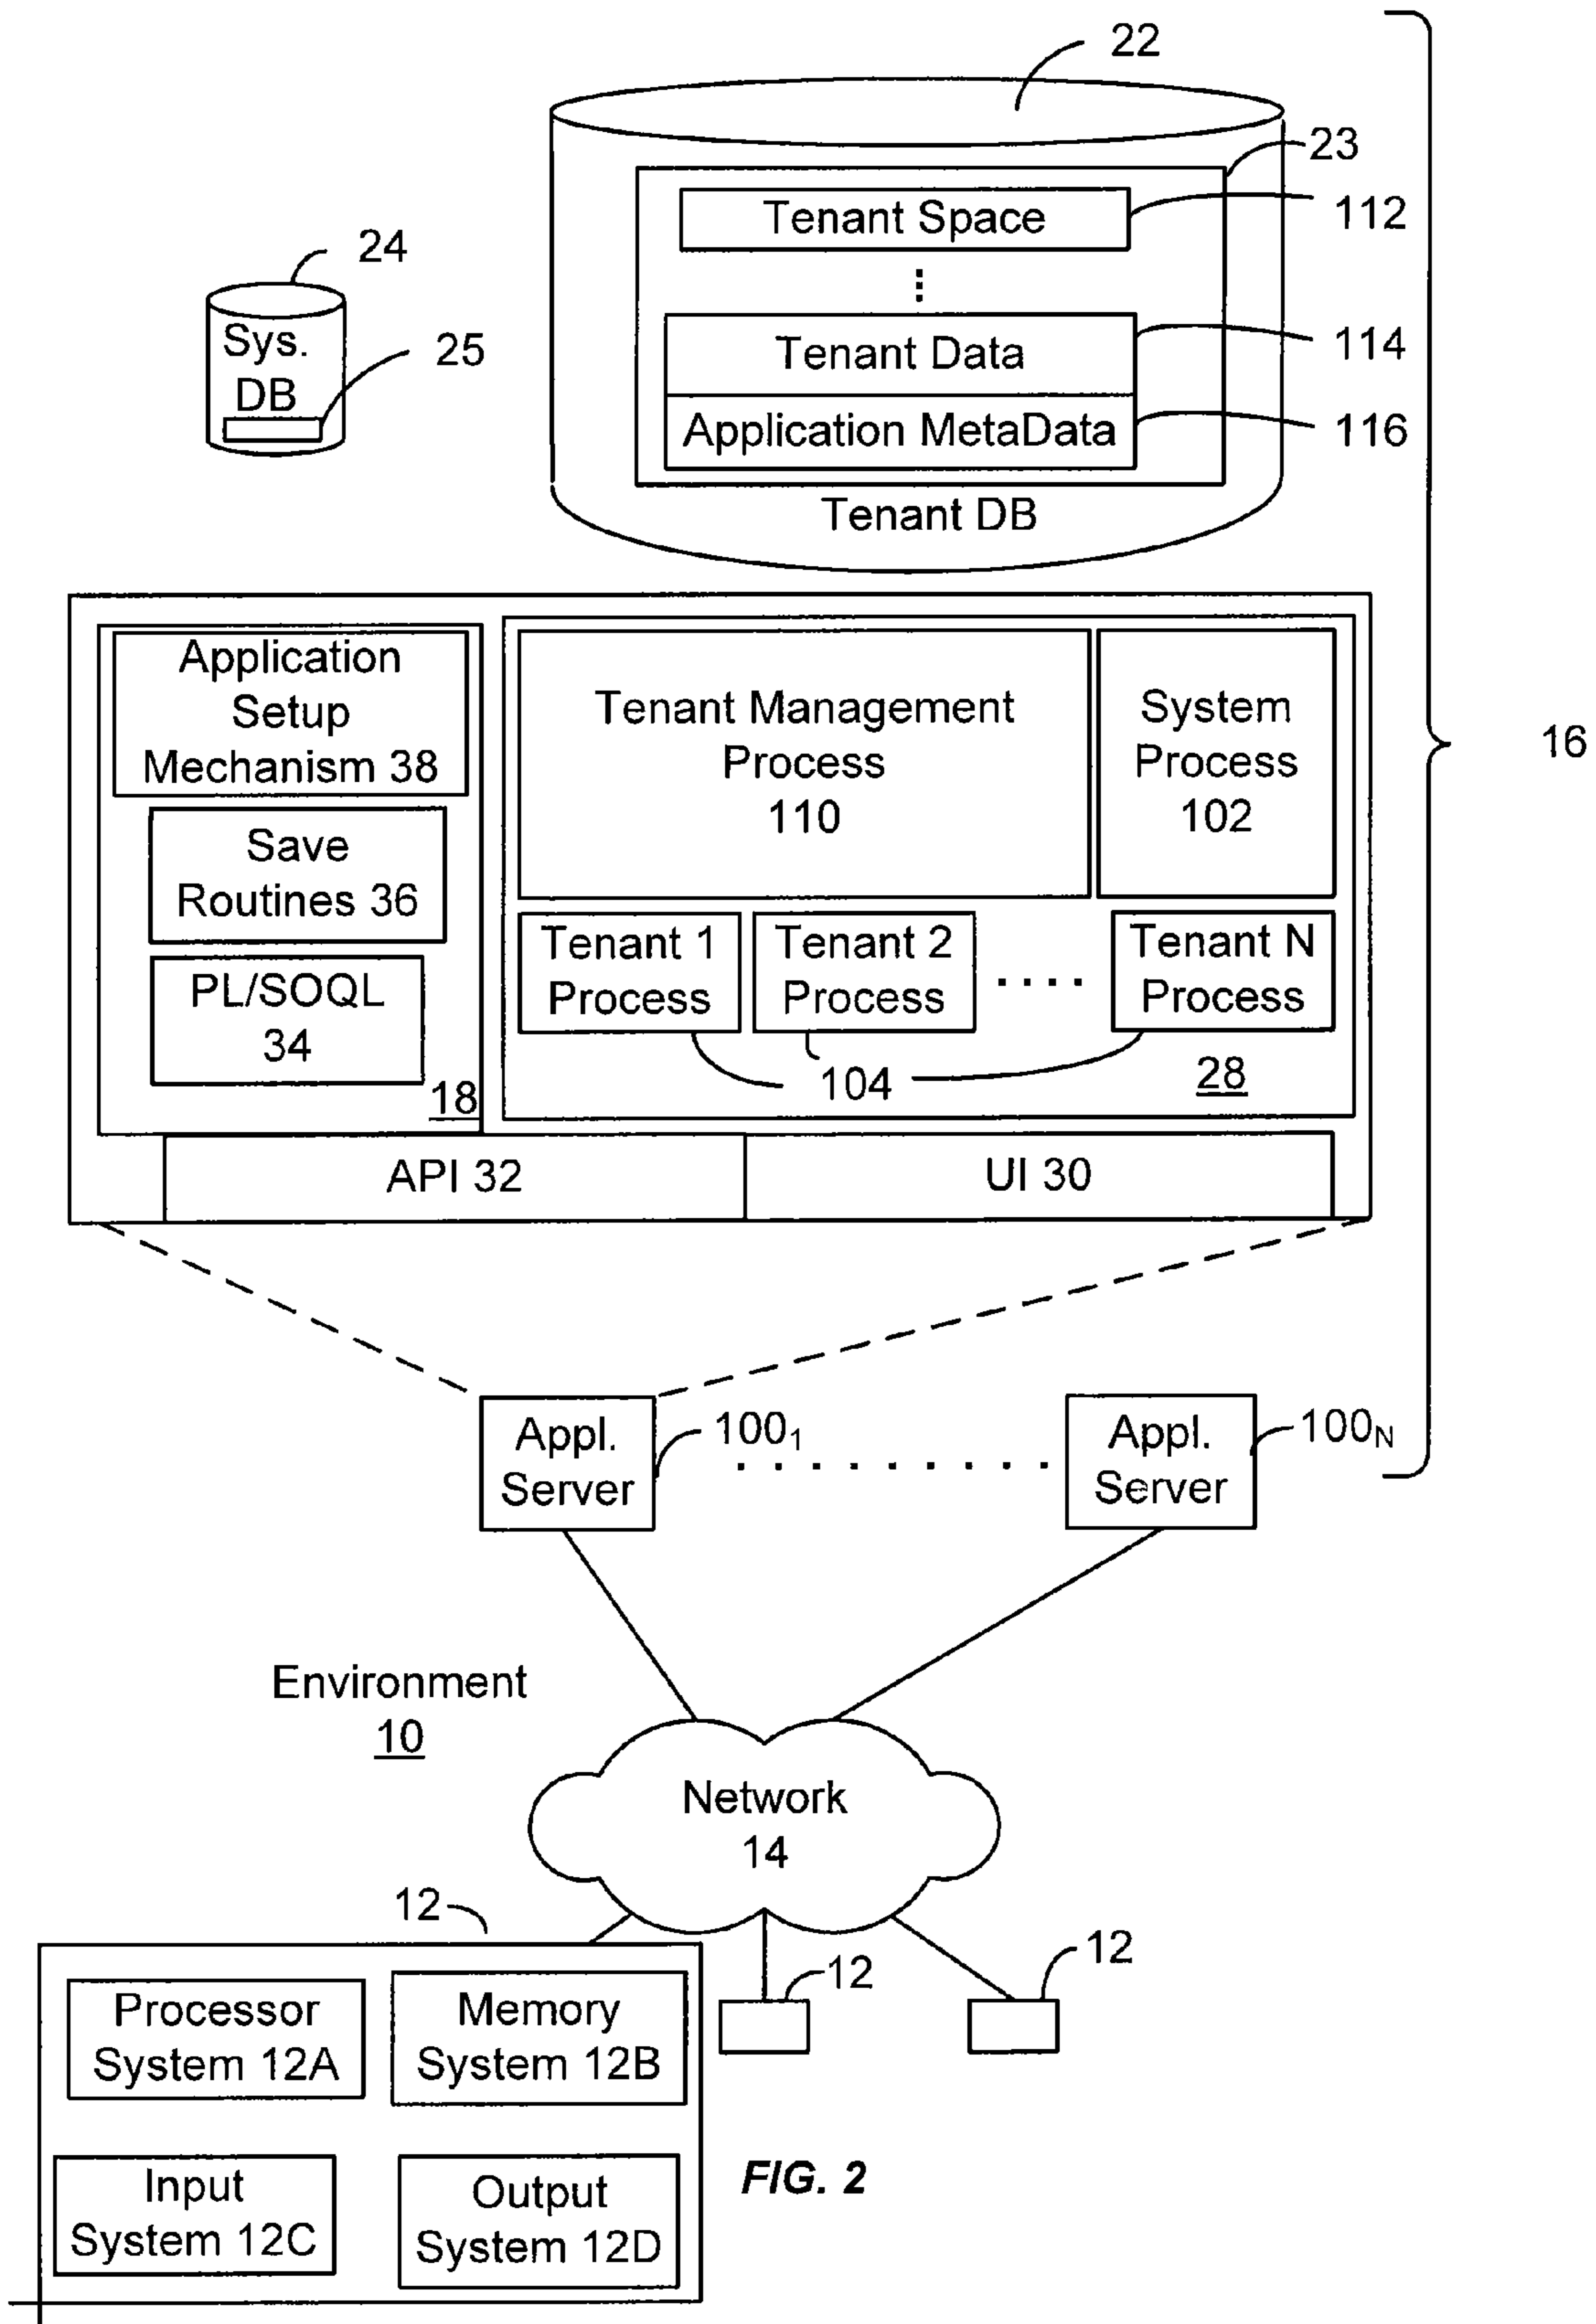 22
23
Tenant Space
112
24
Tenant Data
114
Sys.
DB
25
Application MetaData
116
Tenant DB
16
Application
Setup
Mechanism 38
Tenant Management
Process
110
System
Process
102
Save
Routines 36
PL/SOQL
34
18
Tenant 1
Process
Tenant 2
Process
....
Tenant N
Process
104
28
API 32
UI 30
Appl.
Server
100₁
..........
Appl.
Server
100N
Environment
10
Network
14
12
12
12
Processor
System 12A
Memory
System 12B
Input
System 12C
Output
System 12D
FIG. 2